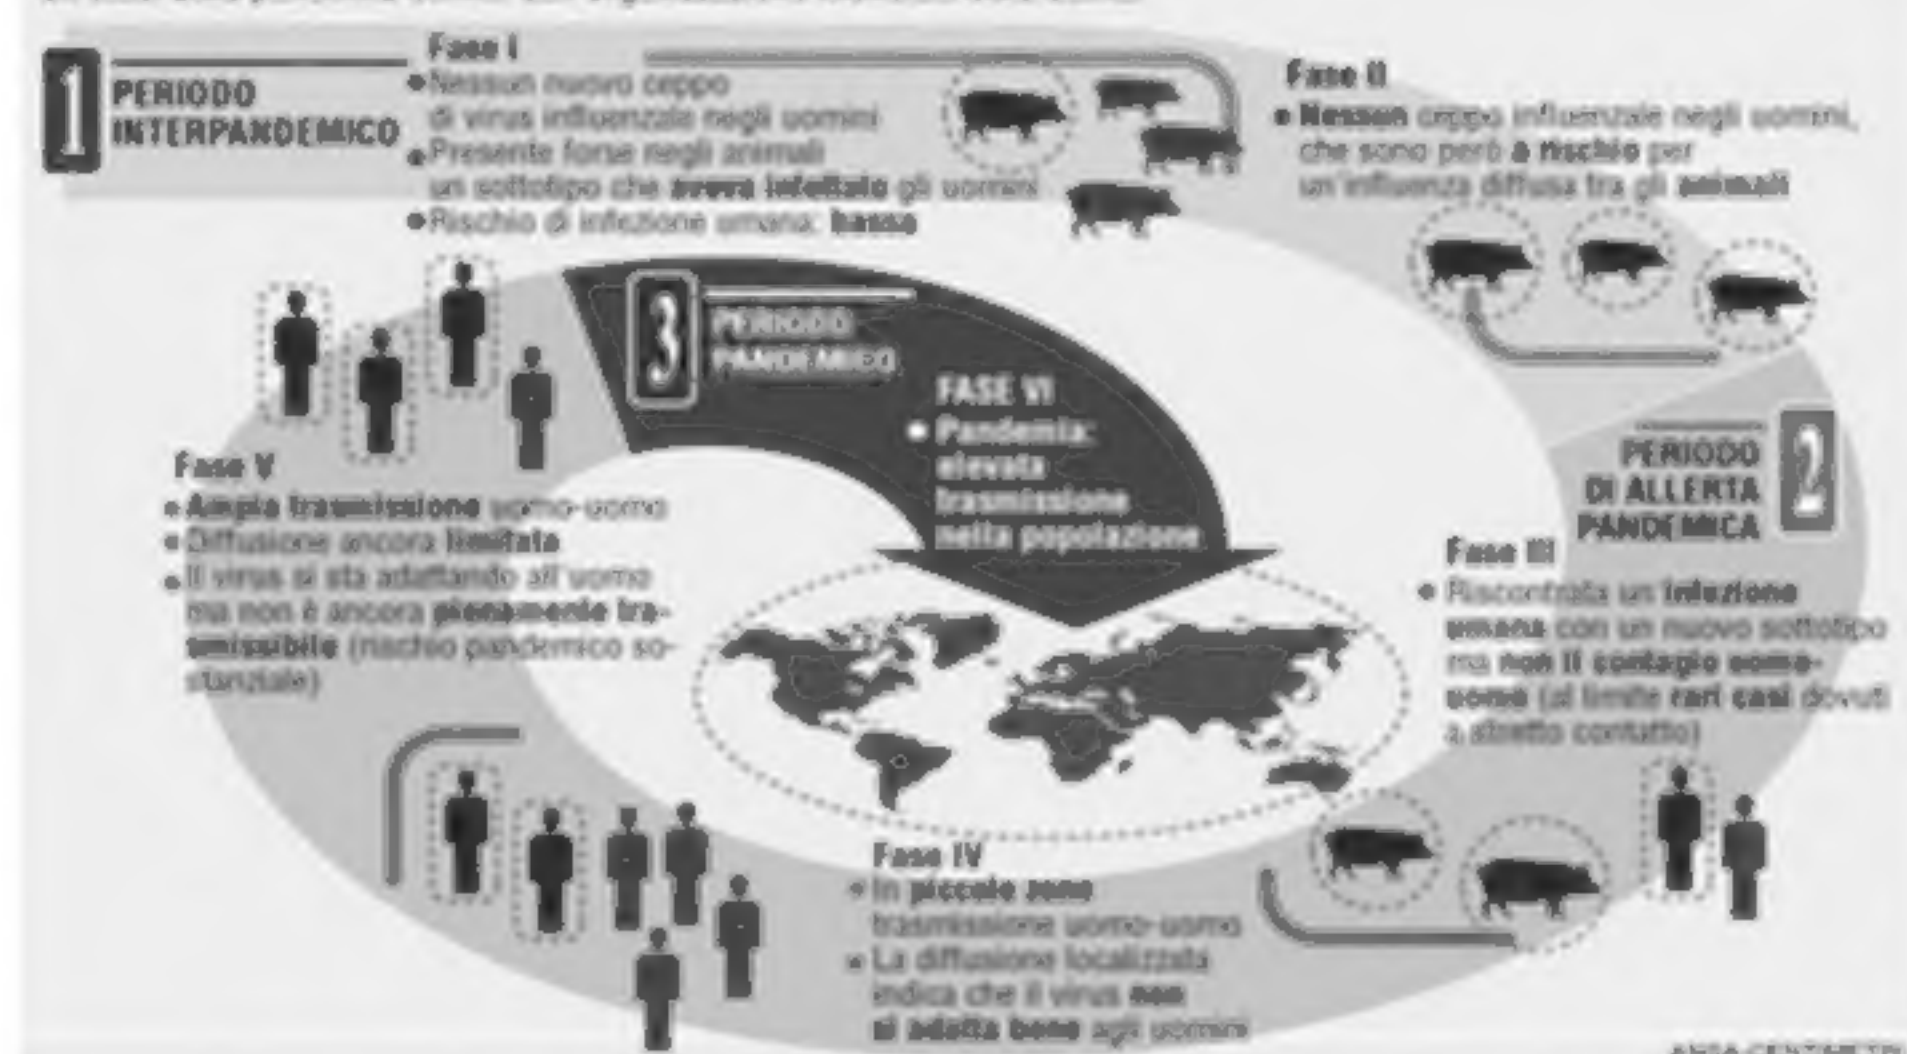 1
PERIODO
INTERPANDEMICO
Fase I
• Nessun nuovo ceppo
di virus influenzale negli uomini
• Presente forse negli animali
un sottotipo che aveva infettato gli uomini
• Rischio di infezione umana: basso
Fase II
• Nessun ceppo influenzale negli uomini,
che sono però a rischio per
un'influenza diffusa tra gli animali
2
PERIODO
DI ALLERTA
PANDEMICA
Fase III
• Riscontrata un infezione
umana con un nuovo sottotipo
ma non il contagio uomo-
uomo (al limite rari casi dovuti
a stretto contatto)
Fase IV
• In piccole zone
trasmissione uomo-uomo
• La diffusione localizzata
indica che il virus non
si adatta bene agli uomini
Fase V
• Ampia trasmissione uomo-uomo
• Diffusione ancora limitata
• Il virus si sta adattando all'uomo
ma non è ancora pienamente tra-
smissibile (rischio pandemico so-
stanziale)
3
PERIODO
PANDEMICO
FASE VI
• Pandemia:
elevata
trasmissione
nella popolazione